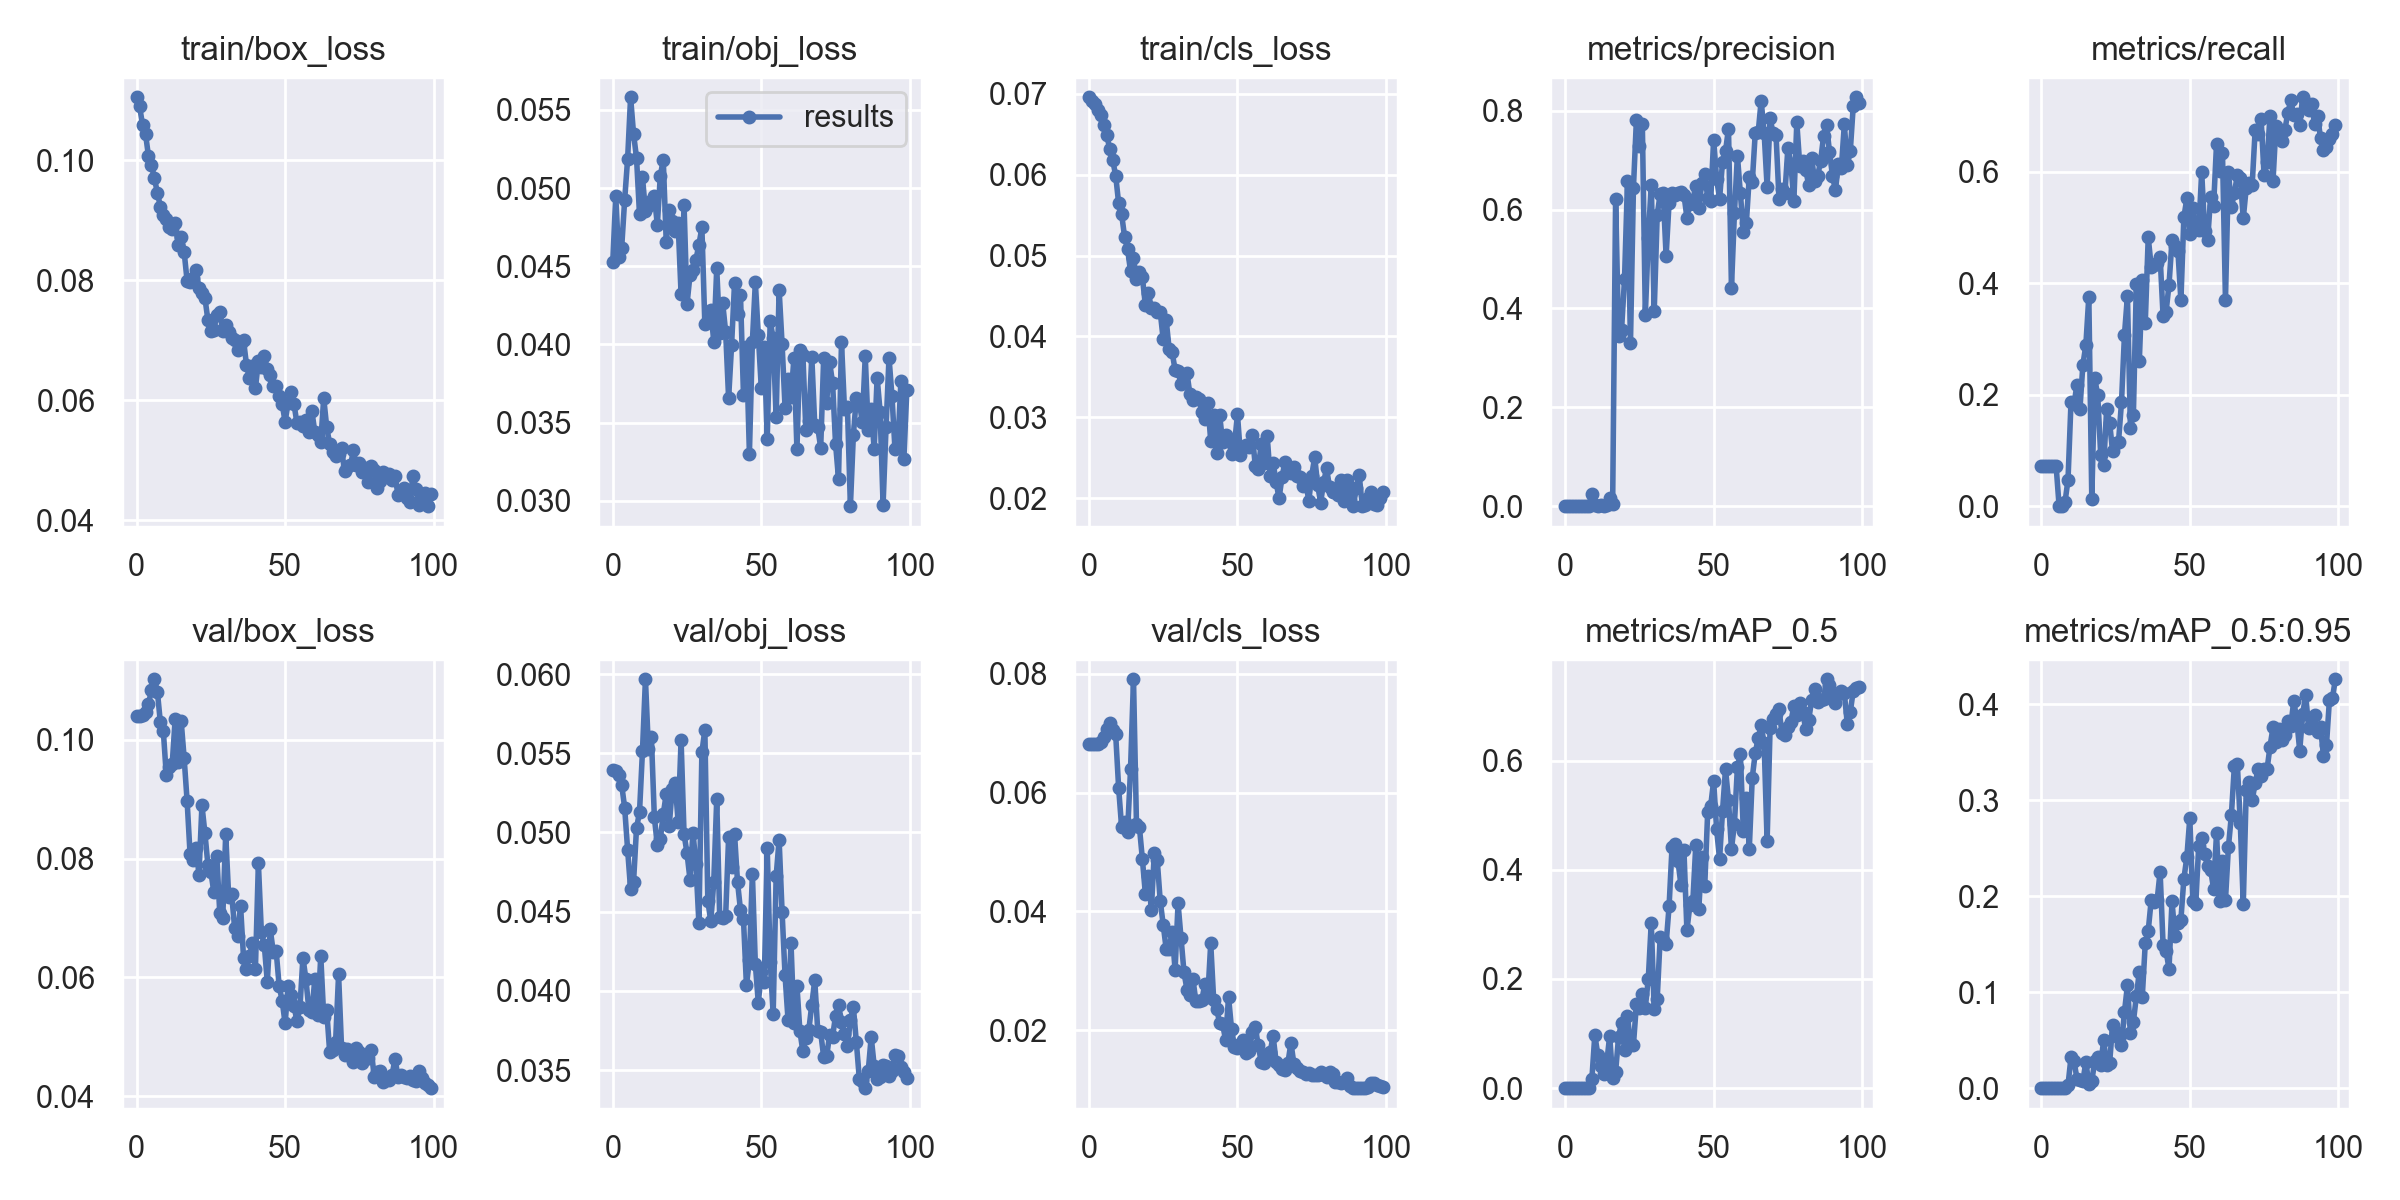 train/box_loss
0.10
0.08
0.06
0.04
0 50 100
train/obj_loss
results
0.055
0.050
0.045
0.040
0.035
0.030
0 50 100
train/cls_loss
0.07
0.06
0.05
0.04
0.03
0.02
0 50 100
metrics/precision
0.8
0.6
0.4
0.2
0.0
0 50 100
metrics/recall
0.6
0.4
0.2
0.0
0 50 100
val/box_loss
0.10
0.08
0.06
0.04
0 50 100
val/obj_loss
0.060
0.055
0.050
0.045
0.040
0.035
0 50 100
val/cls_loss
0.08
0.06
0.04
0.02
0 50 100
metrics/mAP_0.5
0.6
0.4
0.2
0.0
0 50 100
metrics/mAP_0.5:0.95
0.4
0.3
0.2
0.1
0.0
0 50 100